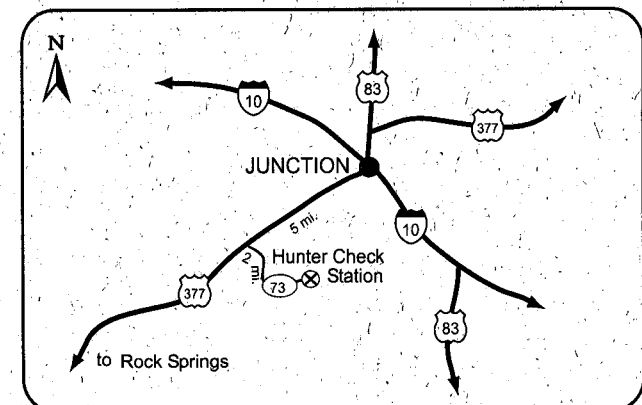 N
83
10
377
JUNCTION
5 mi.
10
Hunter Check
Station
2 mi.
73
377
83
to Rock Springs